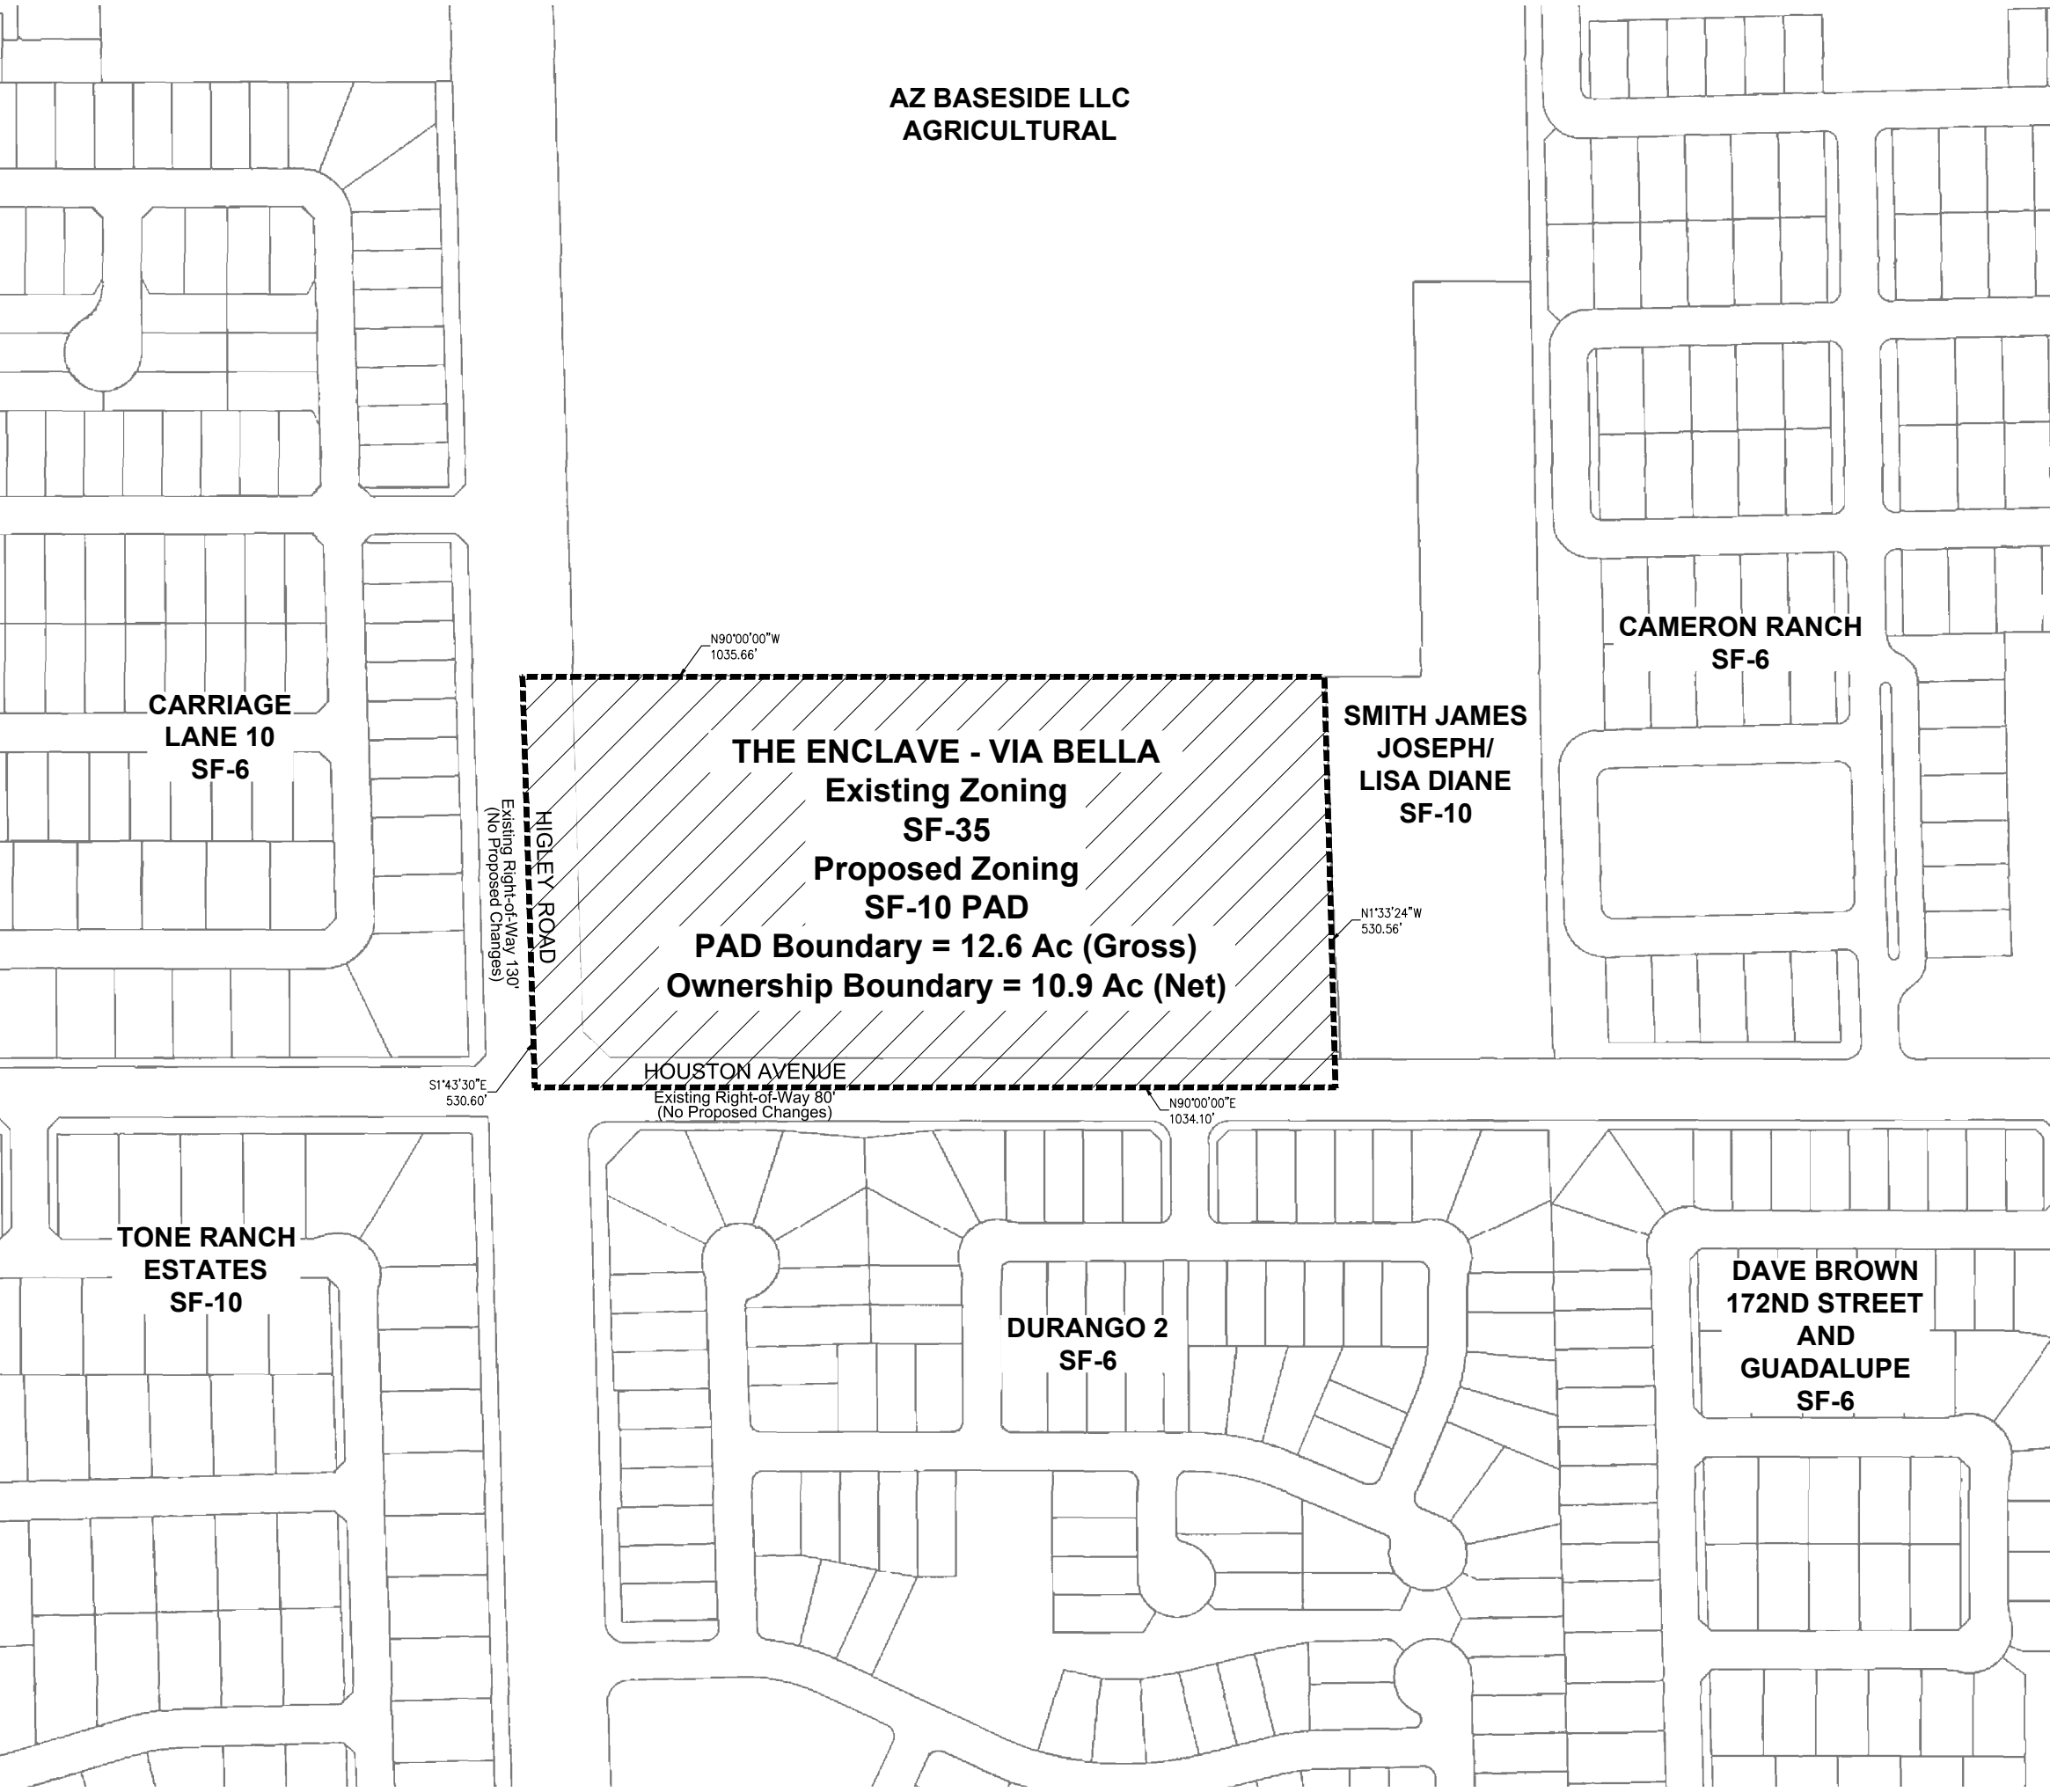 AZ BASESIDE LLC
AGRICULTURAL
N90°00'00"W
1035.66'
CAMERON RANCH
SF-6
CARRIAGE
LANE 10
SF-6
SMITH JAMES
JOSEPH/
LISA DIANE
SF-10
THE ENCLAVE - VIA BELLA
Existing Zoning
SF-35
Proposed Zoning
SF-10 PAD
PAD Boundary = 12.6 Ac (Gross)
Ownership Boundary = 10.9 Ac (Net)
HIGLEY ROAD
Existing Right-of-Way 130'
(No Proposed Changes)
N1°33'24"W
530.56'
S1°43'30"E
530.60'
HOUSTON AVENUE
Existing Right-of-Way 80'
(No Proposed Changes)
N90°00'00"E
1034.10'
TONE RANCH
ESTATES
SF-10
DURANGO 2
SF-6
DAVE BROWN
172ND STREET
AND
GUADALUPE
SF-6